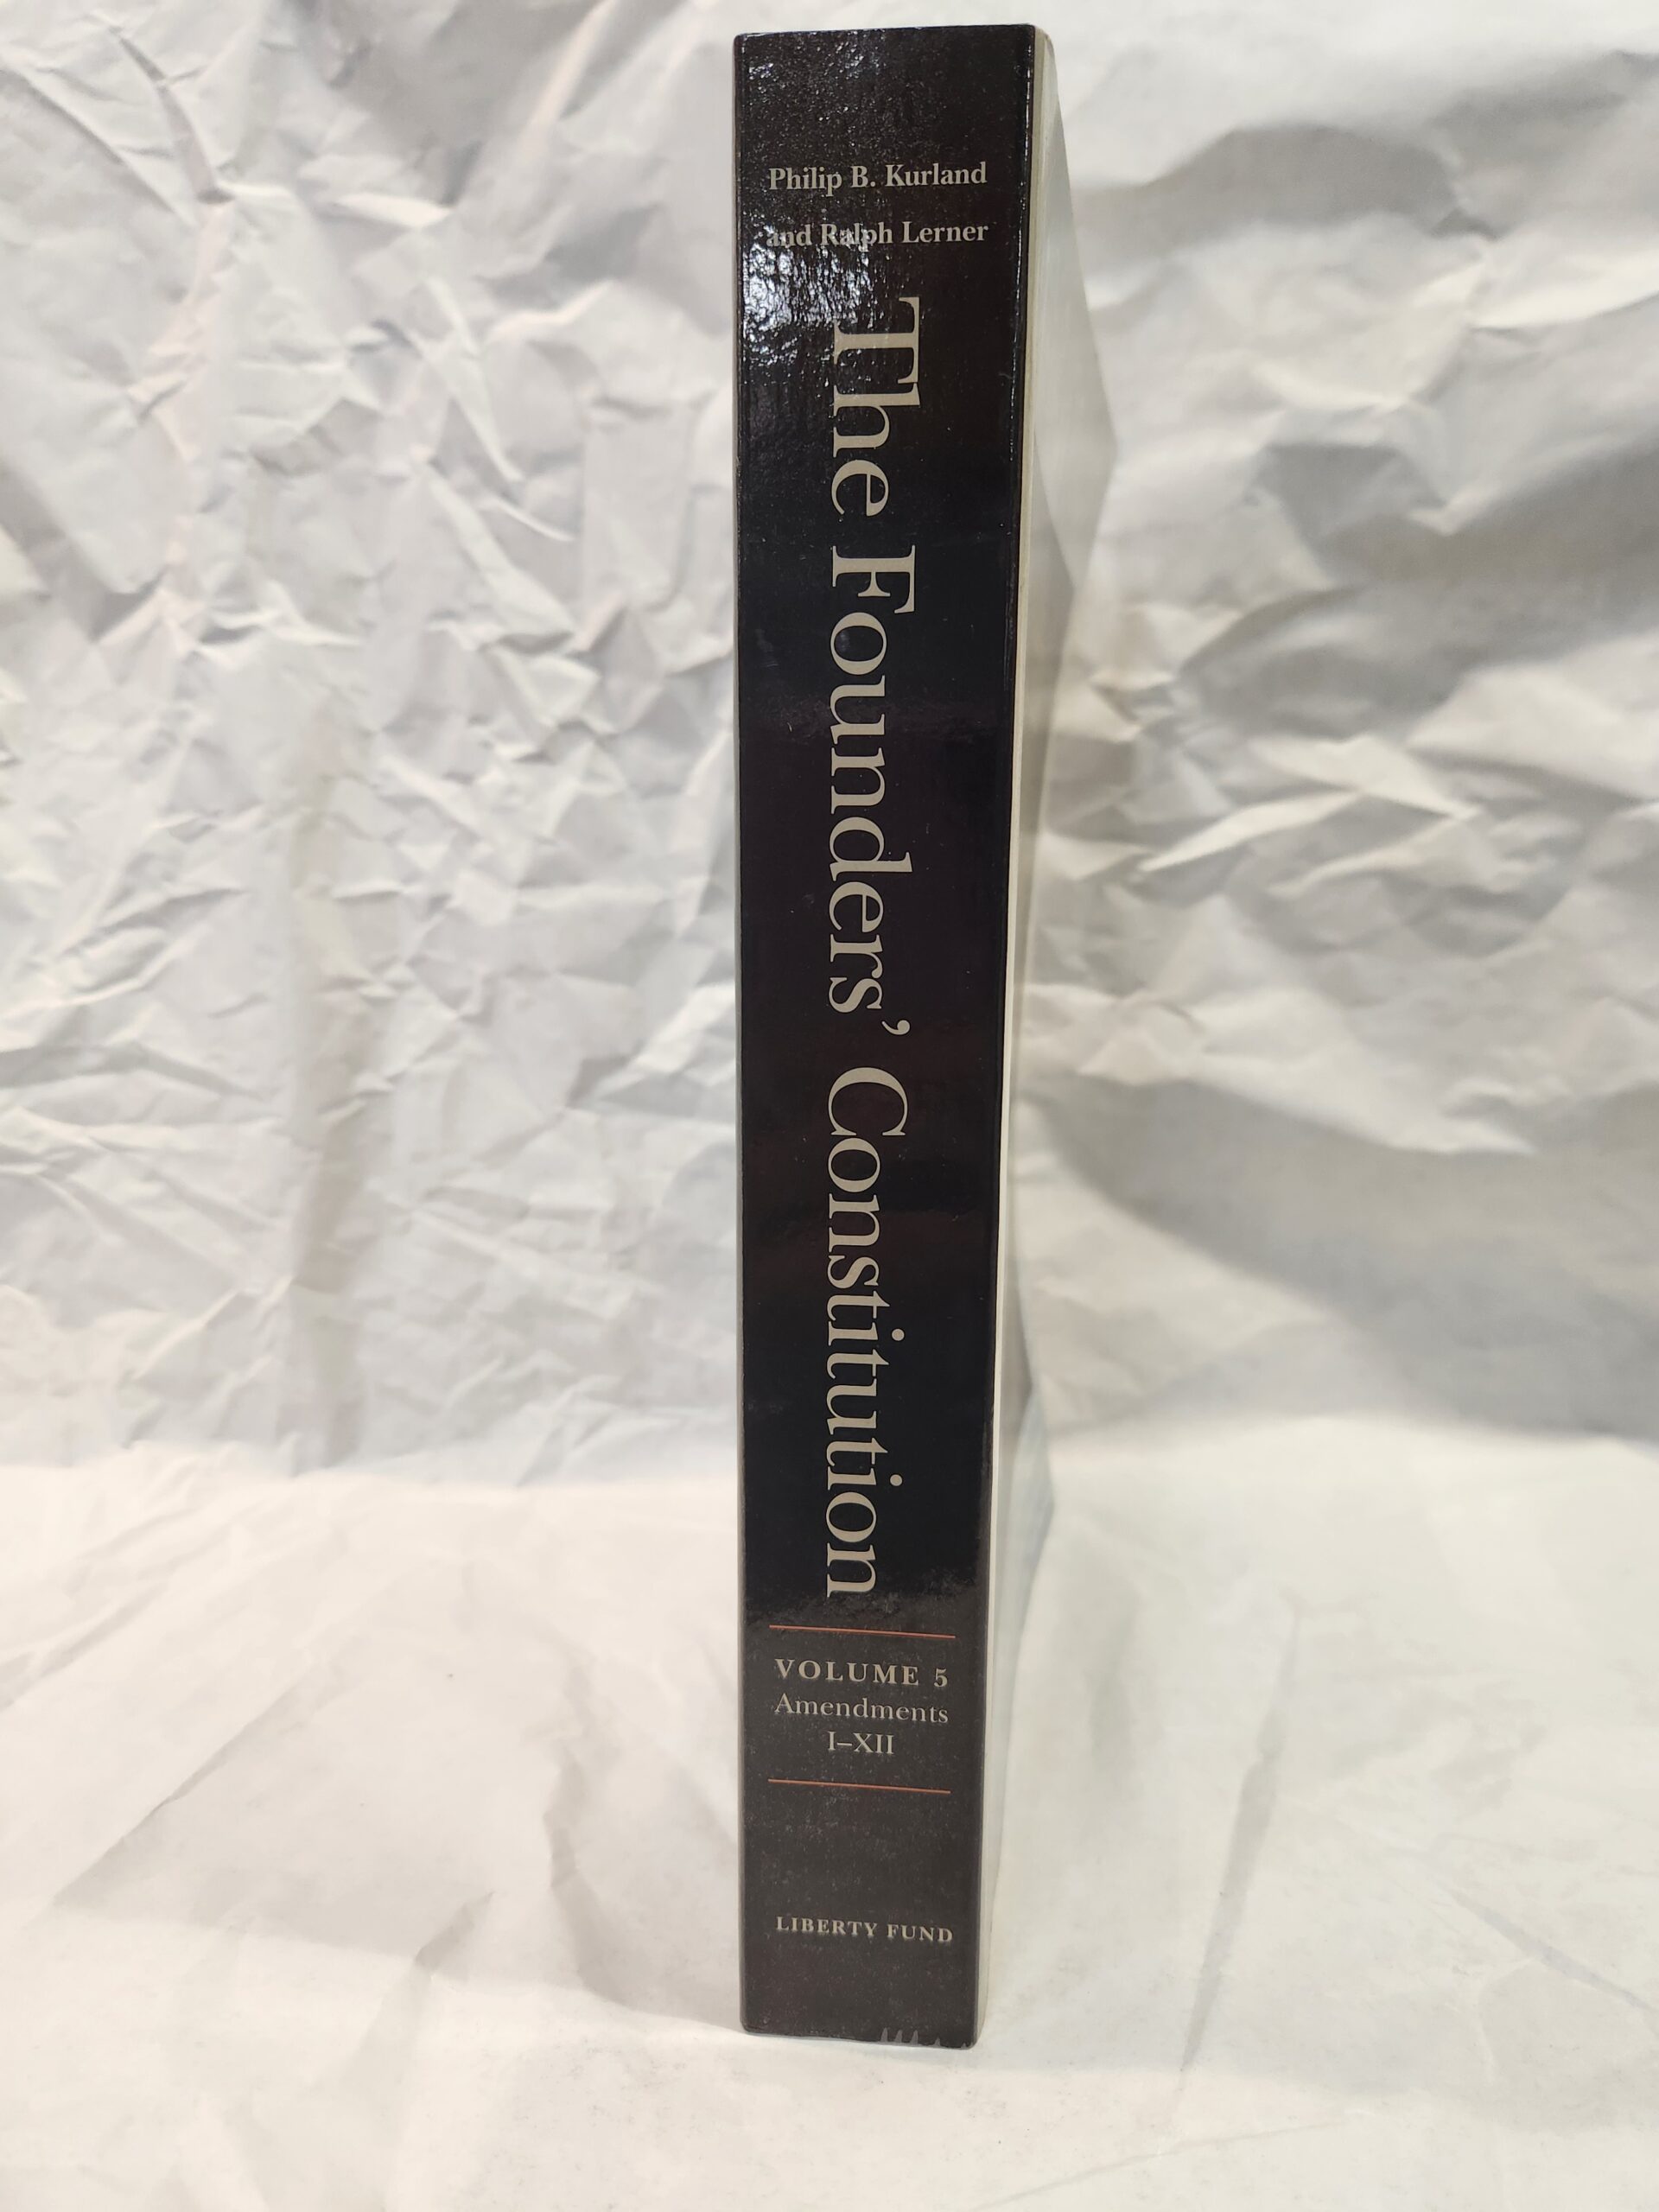 Philip B. Kurland
and Ralph Lerner
The Founders’ Constitution
VOLUME 5
Amendments
I–XII
LIBERTY FUND